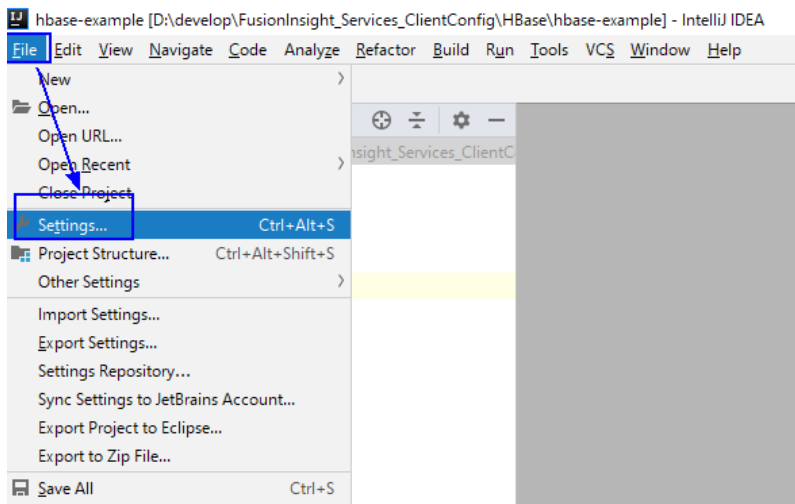 IJ
hbase-example [D:\develop\FusionInsight_Services_ClientConfig\HBase\hbase-example] - IntelliJ IDEA
File Edit View Navigate Code Analyze Refactor Build Run Tools VCS Window Help
New
Open...
Open URL...
Open Recent
nsight_Services_ClientC
Close Project
Settings... Ctrl+Alt+S
Project Structure... Ctrl+Alt+Shift+S
Other Settings
Import Settings...
Export Settings...
Settings Repository...
Sync Settings to JetBrains Account...
Export Project to Eclipse...
Export to Zip File...
Save All Ctrl+S